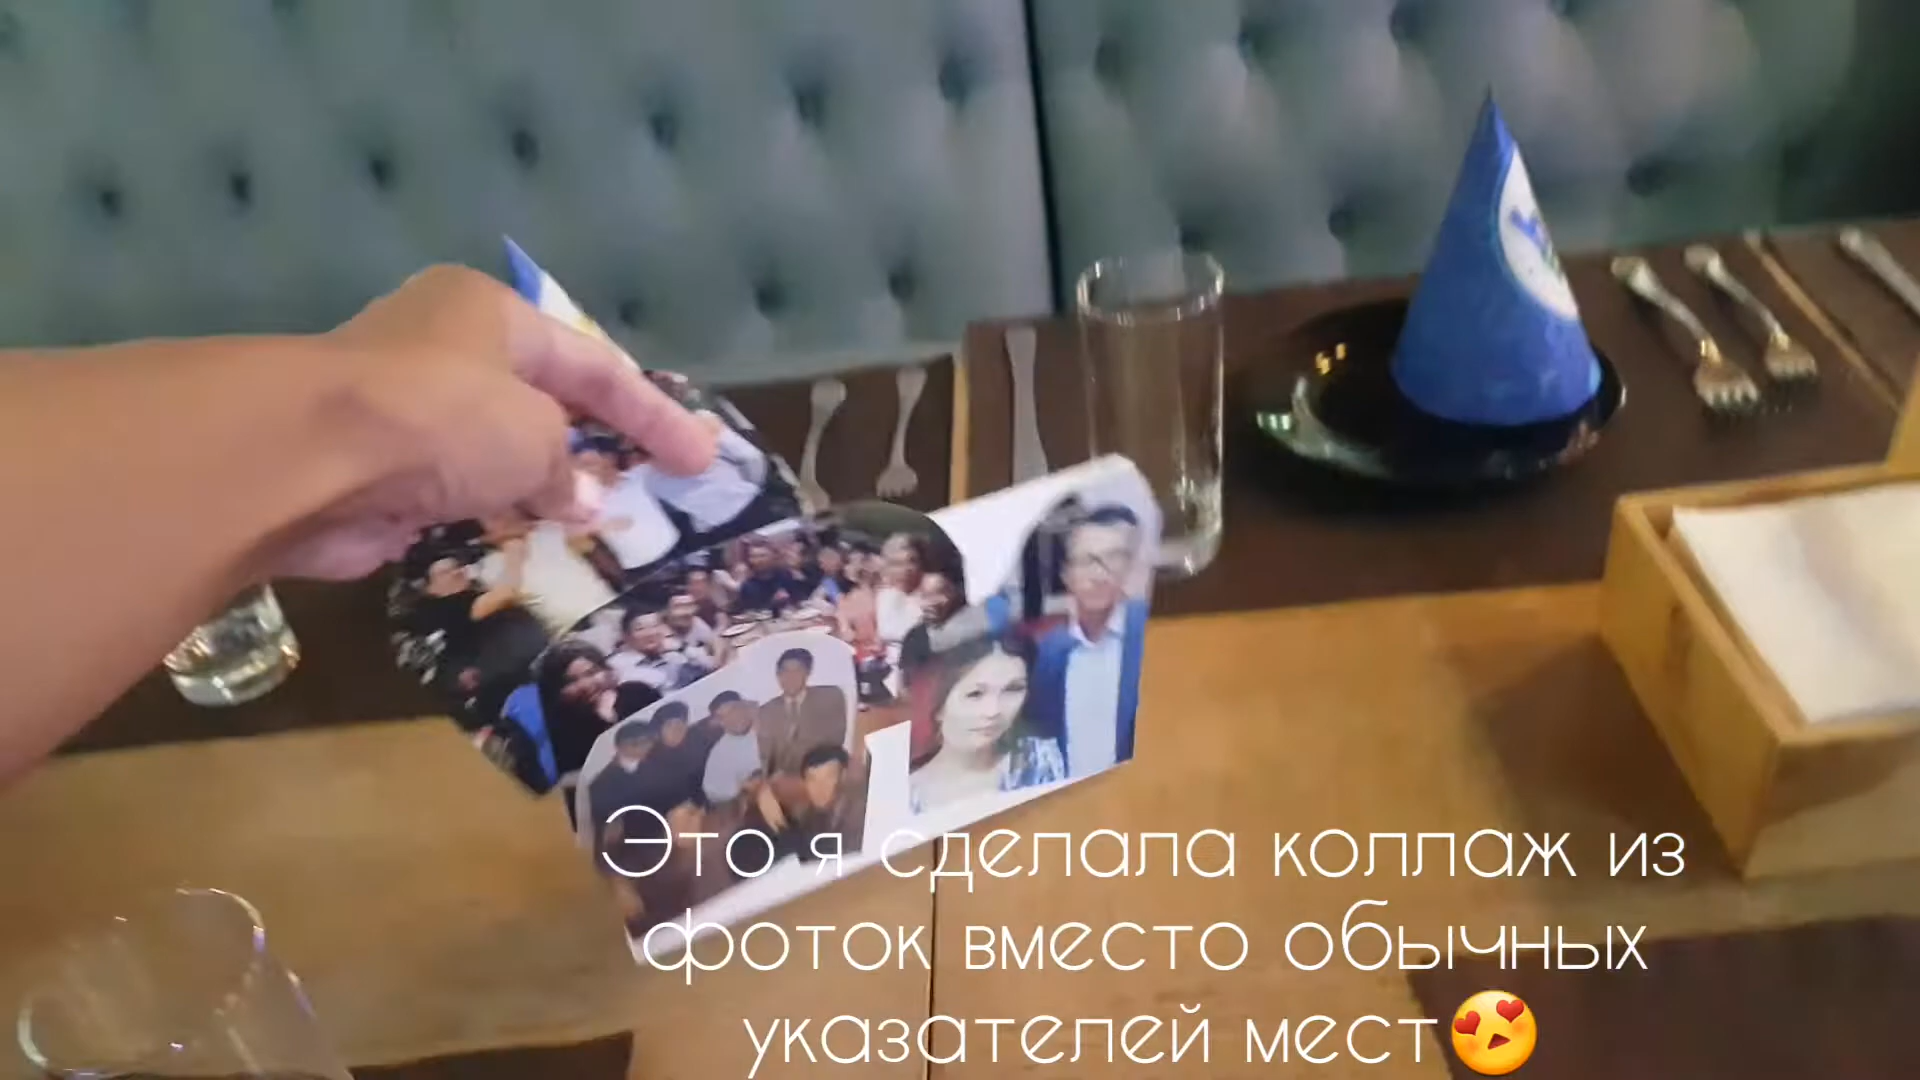 Это я сделала коллаж из
фоток вместо обычных
указателей мест😍